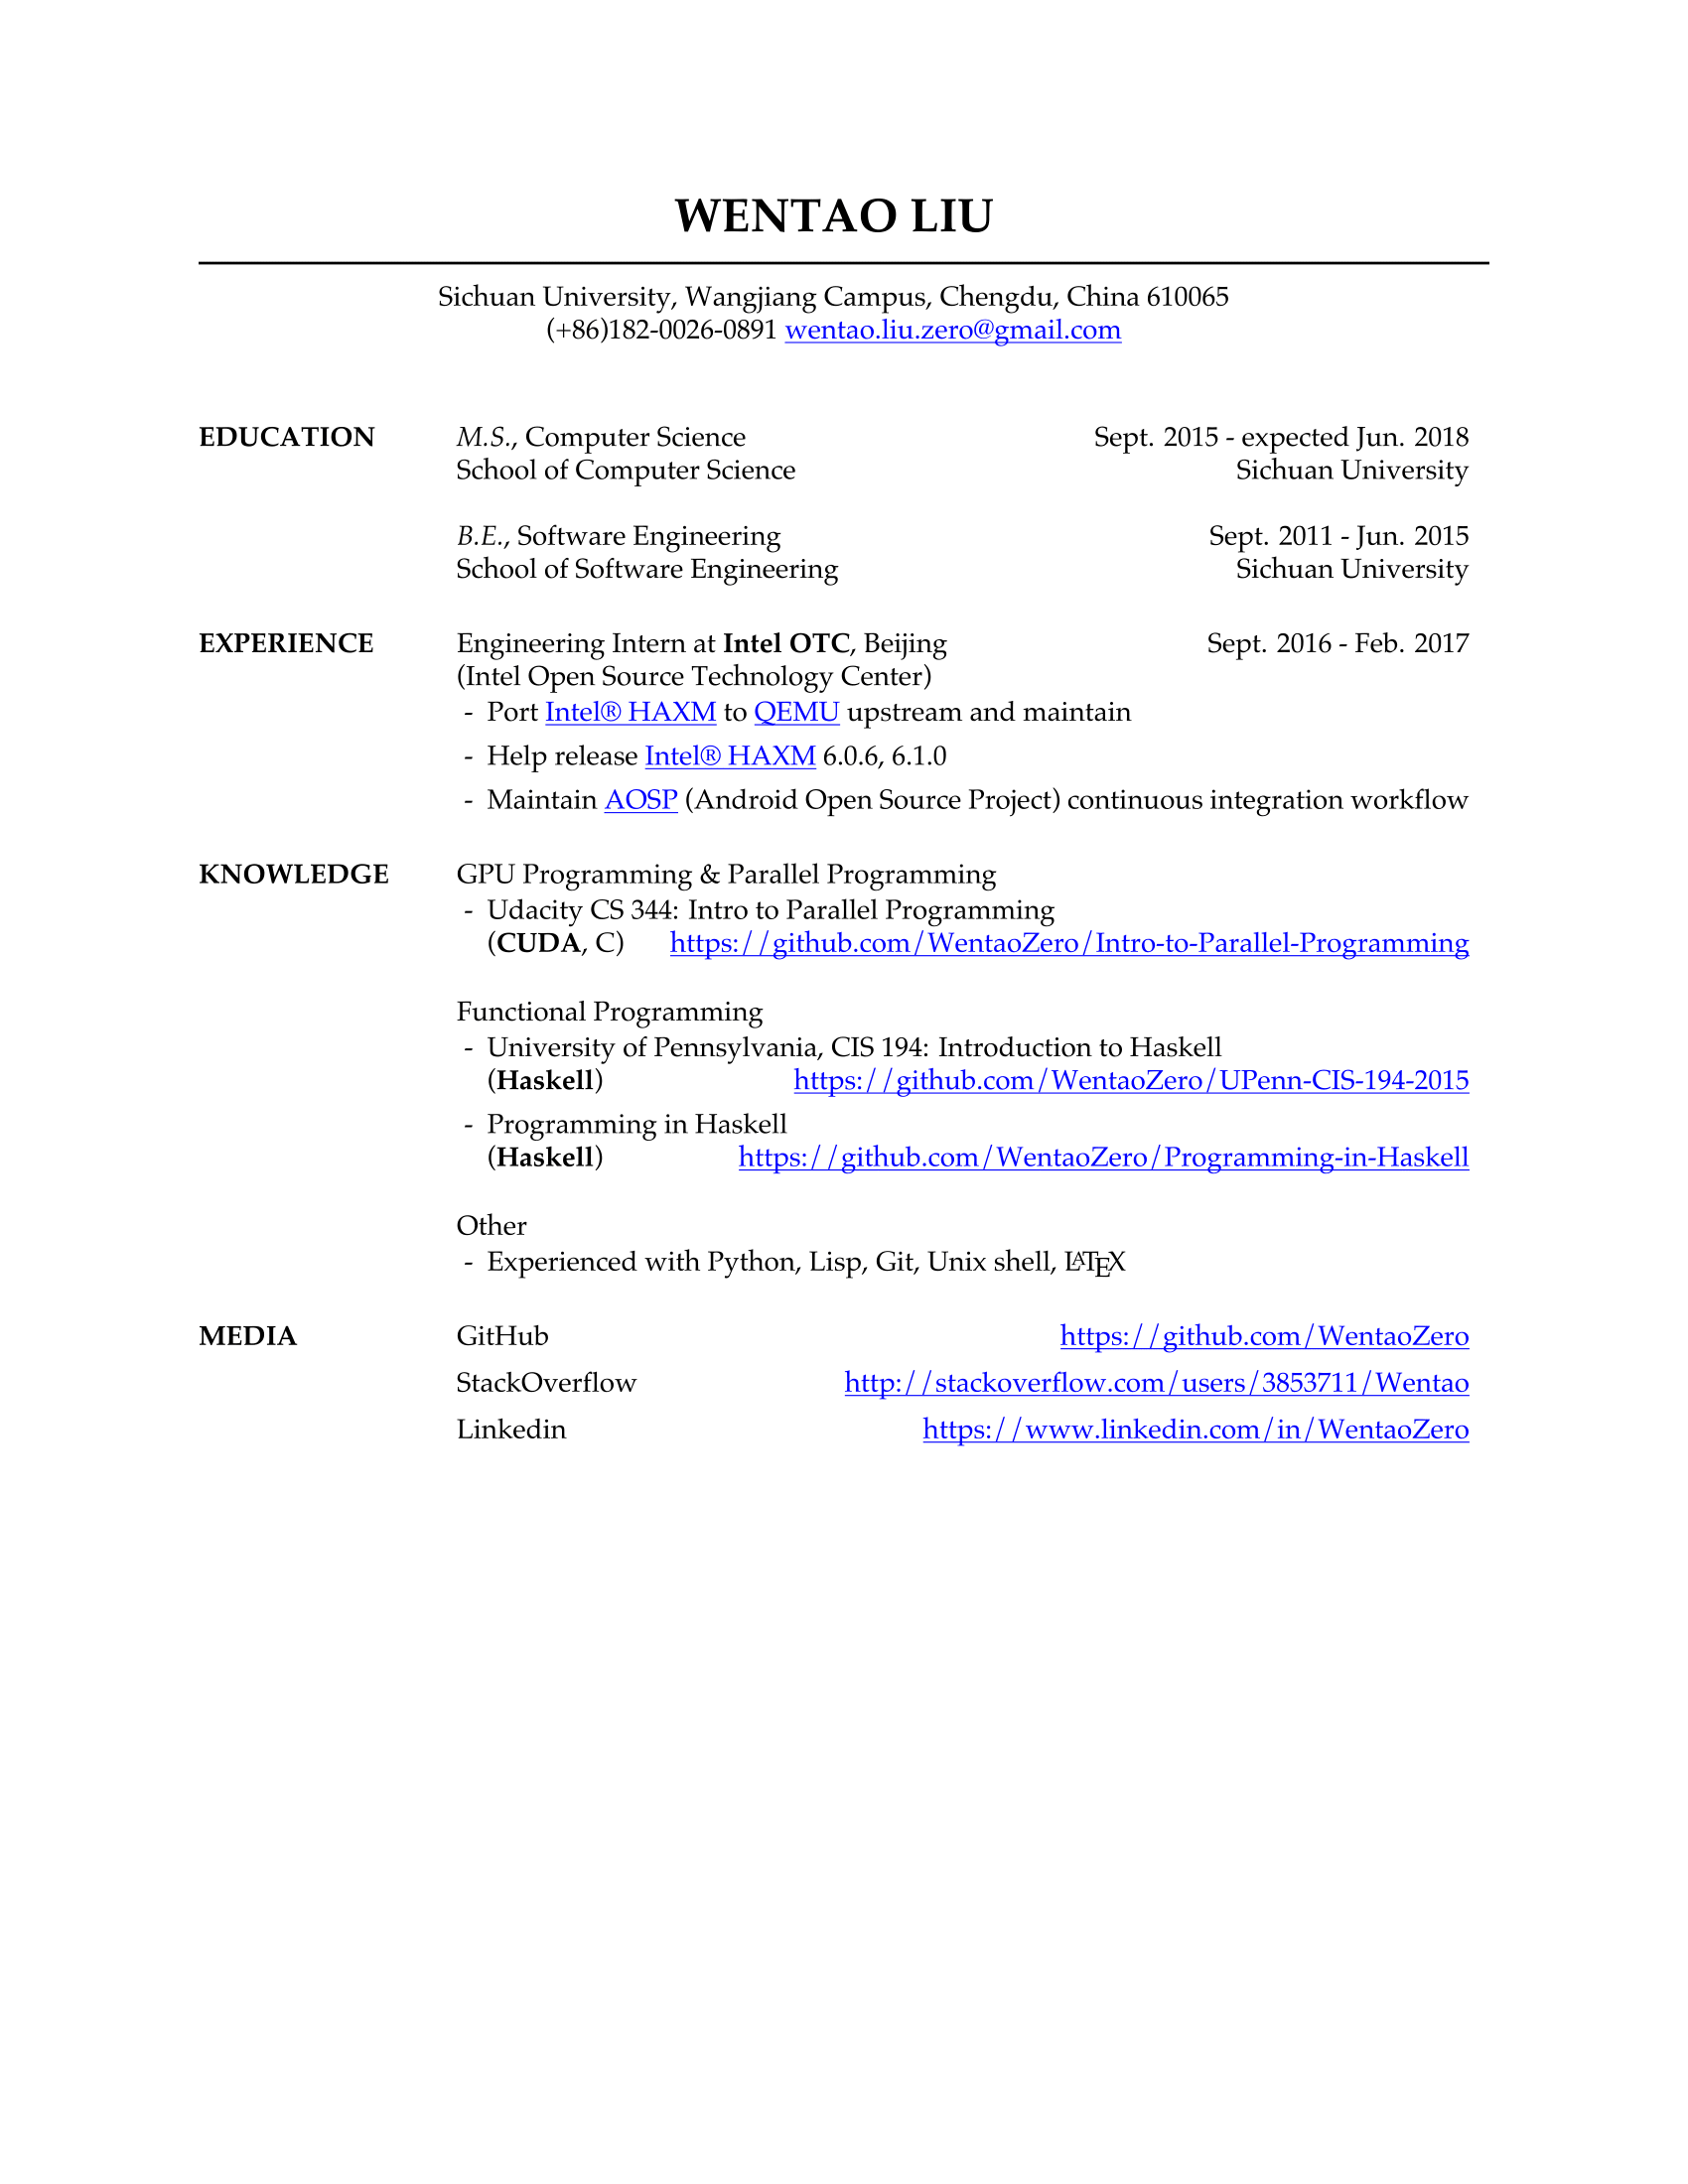 WENTAO LIU
Sichuan University, Wangjiang Campus, Chengdu, China 610065
(+86)182-0026-0891 wentao.liu.zero@gmail.com
EDUCATION M.S., Computer Science Sept. 2015 - expected Jun. 2018
School of Computer Science Sichuan University
B.E., Software Engineering Sept. 2011 - Jun. 2015
School of Software Engineering Sichuan University
EXPERIENCE Engineering Intern at Intel OTC, Beijing Sept. 2016 - Feb. 2017
(Intel Open Source Technology Center)
- Port Intel® HAXM to QEMU upstream and maintain
- Help release Intel® HAXM 6.0.6, 6.1.0
- Maintain AOSP (Android Open Source Project) continuous integration workflow
KNOWLEDGE GPU Programming & Parallel Programming
- Udacity CS 344: Intro to Parallel Programming
(CUDA, C) https://github.com/WentaoZero/Intro-to-Parallel-Programming
Functional Programming
- University of Pennsylvania, CIS 194: Introduction to Haskell
(Haskell) https://github.com/WentaoZero/UPenn-CIS-194-2015
- Programming in Haskell
(Haskell) https://github.com/WentaoZero/Programming-in-Haskell
Other
- Experienced with Python, Lisp, Git, Unix shell, LATEX
MEDIA GitHub https://github.com/WentaoZero
StackOverflow http://stackoverflow.com/users/3853711/Wentao
Linkedin https://www.linkedin.com/in/WentaoZero